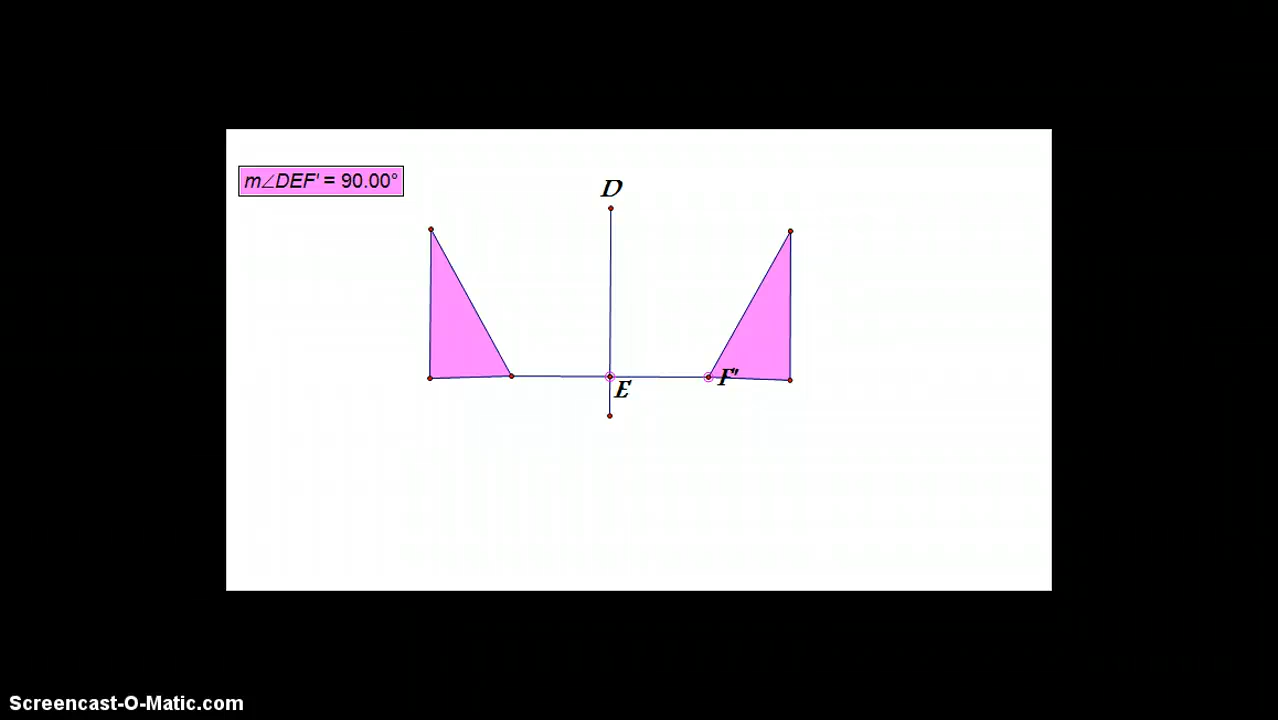 m∠DEF' = 90.00°
D
E
F'
Screencast-O-Matic.com